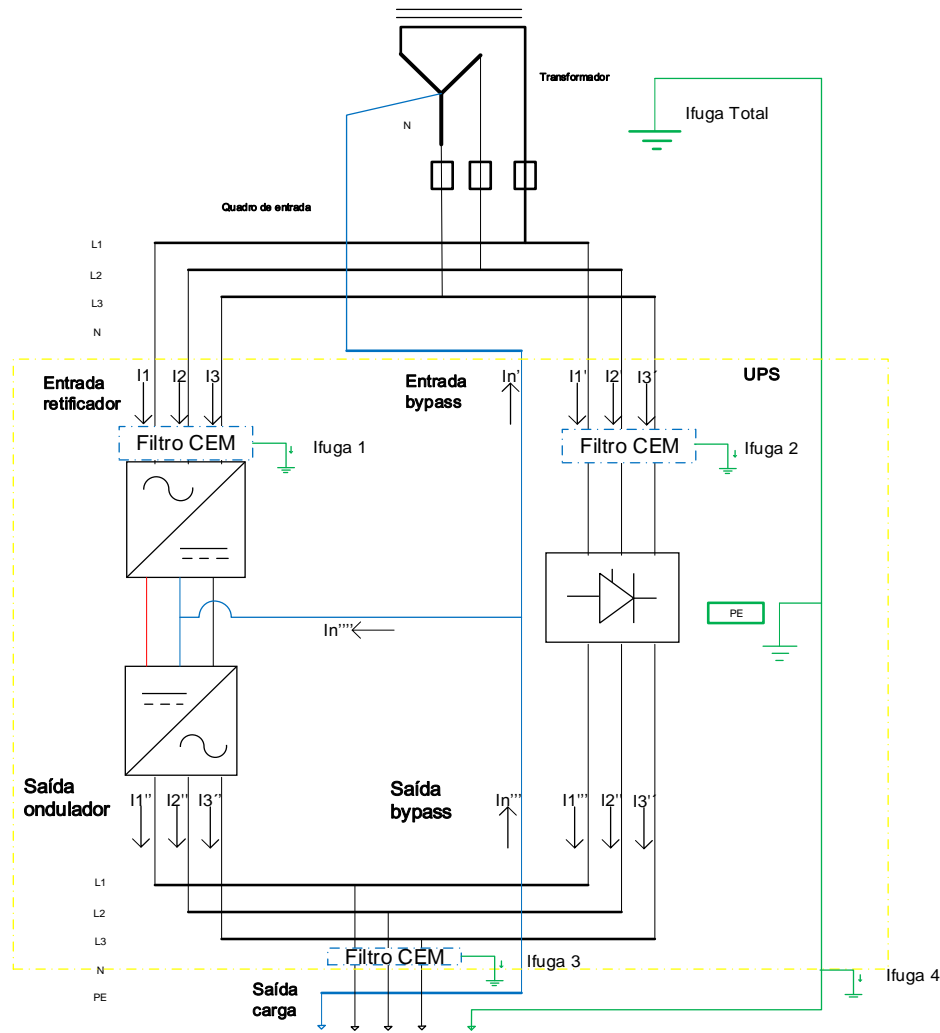 Transformador
Ifuga Total
N
Quadro de entrada
L1
L2
L3
N
Entrada
retificador
I1
I2
I3
Entrada
bypass
In'
I1'
I2'
I3´
UPS
Filtro CEM
Ifuga 1
Filtro CEM
Ifuga 2
PE
In''''
Saída
ondulador
I1''
I2''
I3´'
Saída
bypass
In'''
I1'''
I2''
I3´'
L1
L2
L3
N
PE
Filtro CEM
Ifuga 3
Ifuga 4
Saída
carga